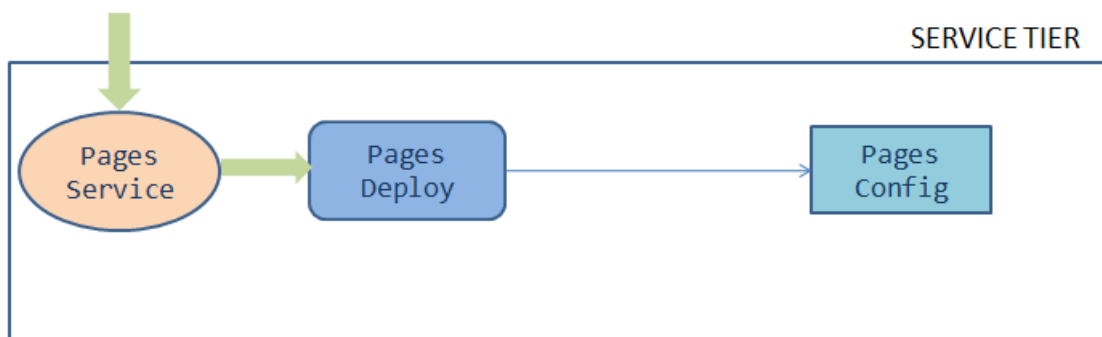 SERVICE TIER
Pages
Service
Pages
Deploy
Pages
Config